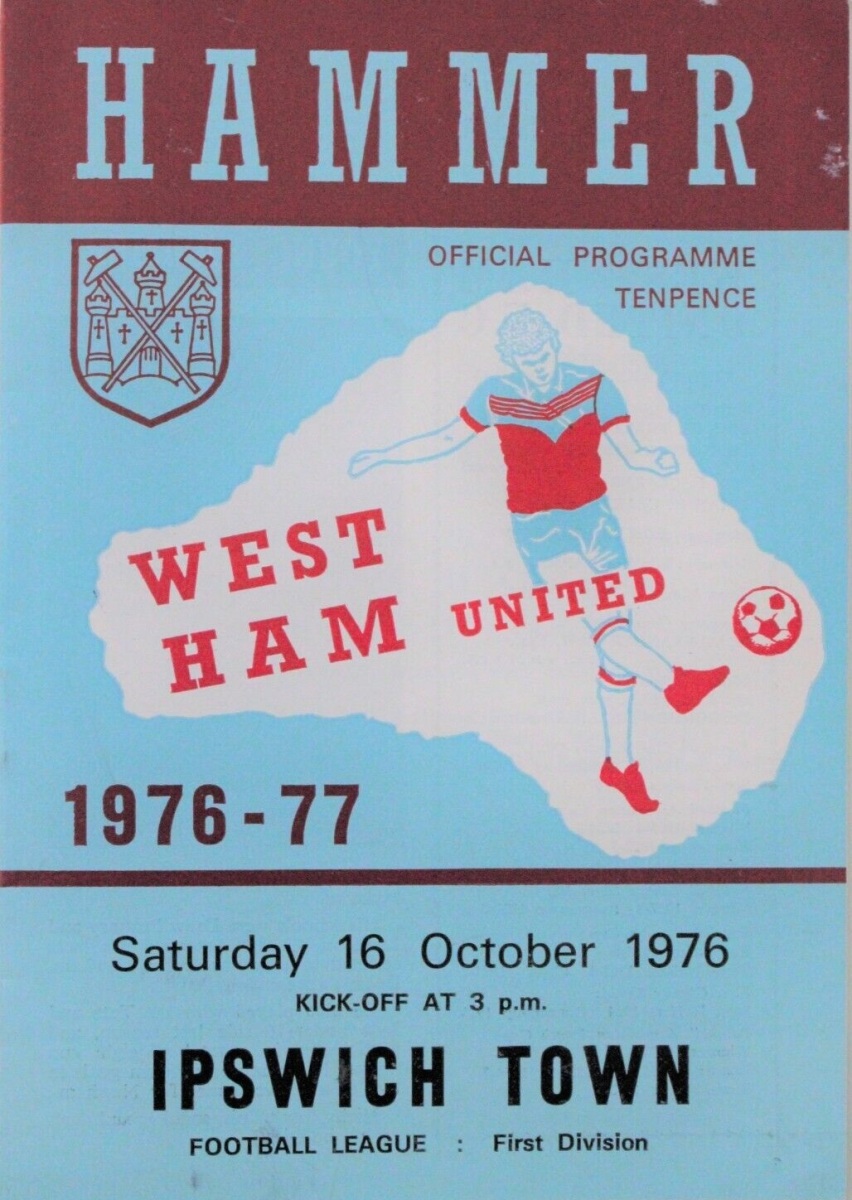 HAMMER
OFFICIAL PROGRAMME
TENPENCE
WEST
HAM UNITED
1976-77
Saturday 16 October 1976
KICK-OFF AT 3 p.m.
IPSWICH TOWN
FOOTBALL LEAGUE : First Division